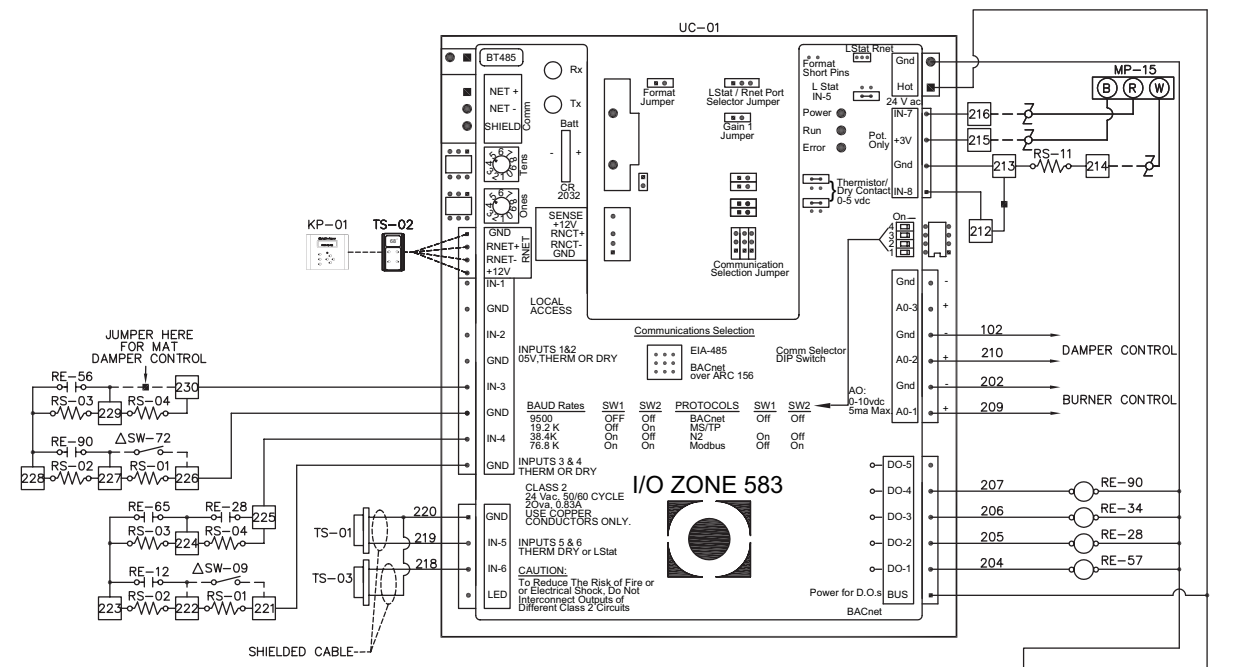 UC-01
BT485
Rx
NET +
NET -
SHIELD
Comm
Tx
Batt
- +
CR
2032
Tens
Ones
SENSE
+12V
RNCT+
RNCT-
GND
GND
RNET+
RNET-
+12V
RNET
KP-01
TS-02
Format
Jumper
LStat / Rnet Port
Selector Jumper
Gain 1
Jumper
Communication
Selection Jumper
LStat Rnet
Format
Short Pins
L Stat
IN-5
Power
Run
Error
Thermistor/
Dry Contact
0-5 vdc
Gnd
Hot
24 V ac
IN-7
Pot.
Only
+3V
Gnd
IN-8
MP-15
B R W
216
215
213
RS-11
214
212
On
4
3
2
1
IN-1
GND
IN-2
GND
IN-3
GND
IN-4
GND
LOCAL
ACCESS
INPUTS 1&2
05V,THERM OR DRY
Communications Selection
EIA-485
BACnet
over ARC 156
Comm Selector
DIP Switch
BAUD Rates SW1 SW2 PROTOCOLS SW1 SW2
9500 OFF Off BACnet Off Off
19.2 K Off On MS/TP
38.4K On Off N2 On Off
76.8 K On On Modbus Off On
AO:
0-10vdc
5ma Max.
Gnd -
A0-3 +
Gnd -
A0-2 +
Gnd -
A0-1 +
102
210
DAMPER CONTROL
202
209
BURNER CONTROL
JUMPER HERE
FOR MAT
DAMPER CONTROL
RE-56
230
RS-03
229
RS-04
RE-90
△SW-72
228
RS-02
227
RS-01
226
RE-65
RE-28
225
RS-03
224
RS-04
RE-12
△SW-09
223
RS-02
222
RS-01
221
INPUTS 3 & 4
THERM OR DRY
CLASS 2
24 Vac, 50/60 CYCLE
2Ova, 0.83A
USE COPPER
CONDUCTORS ONLY.
I/O ZONE 583
TS-01
220
219
TS-03
218
GND
IN-5
IN-6
LED
INPUTS 5 & 6
THERM DRY or LStat
CAUTION:
To Reduce The Risk of Fire or
or Electrical Shock, Do Not
Interconnect Outputs of
Different Class 2 Circuits
SHIELDED CABLE
DO-5
DO-4
DO-3
DO-2
DO-1
Power for D.O.s BUS
BACnet
207
RE-90
206
RE-34
205
RE-28
204
RE-57